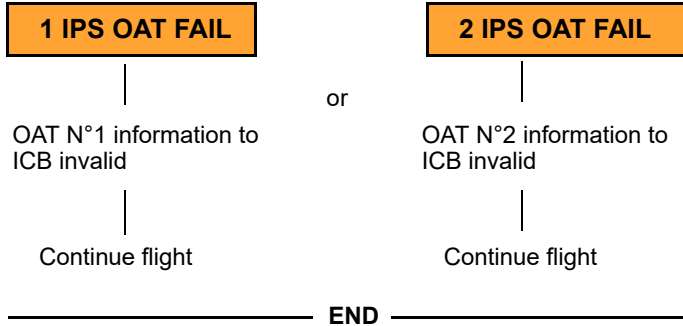 1 IPS OAT FAIL
2 IPS OAT FAIL
or
OAT N°1 information to
ICB invalid
OAT N°2 information to
ICB invalid
Continue flight
Continue flight
END